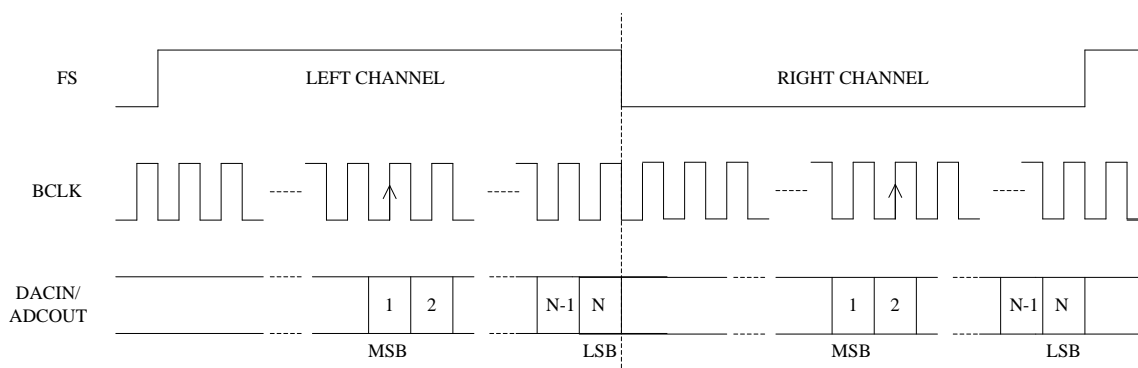 FS
LEFT CHANNEL
RIGHT CHANNEL
BCLK
DACIN/
ADCOUT
1 2 N-1 N 1 2 N-1 N
MSB LSB MSB LSB